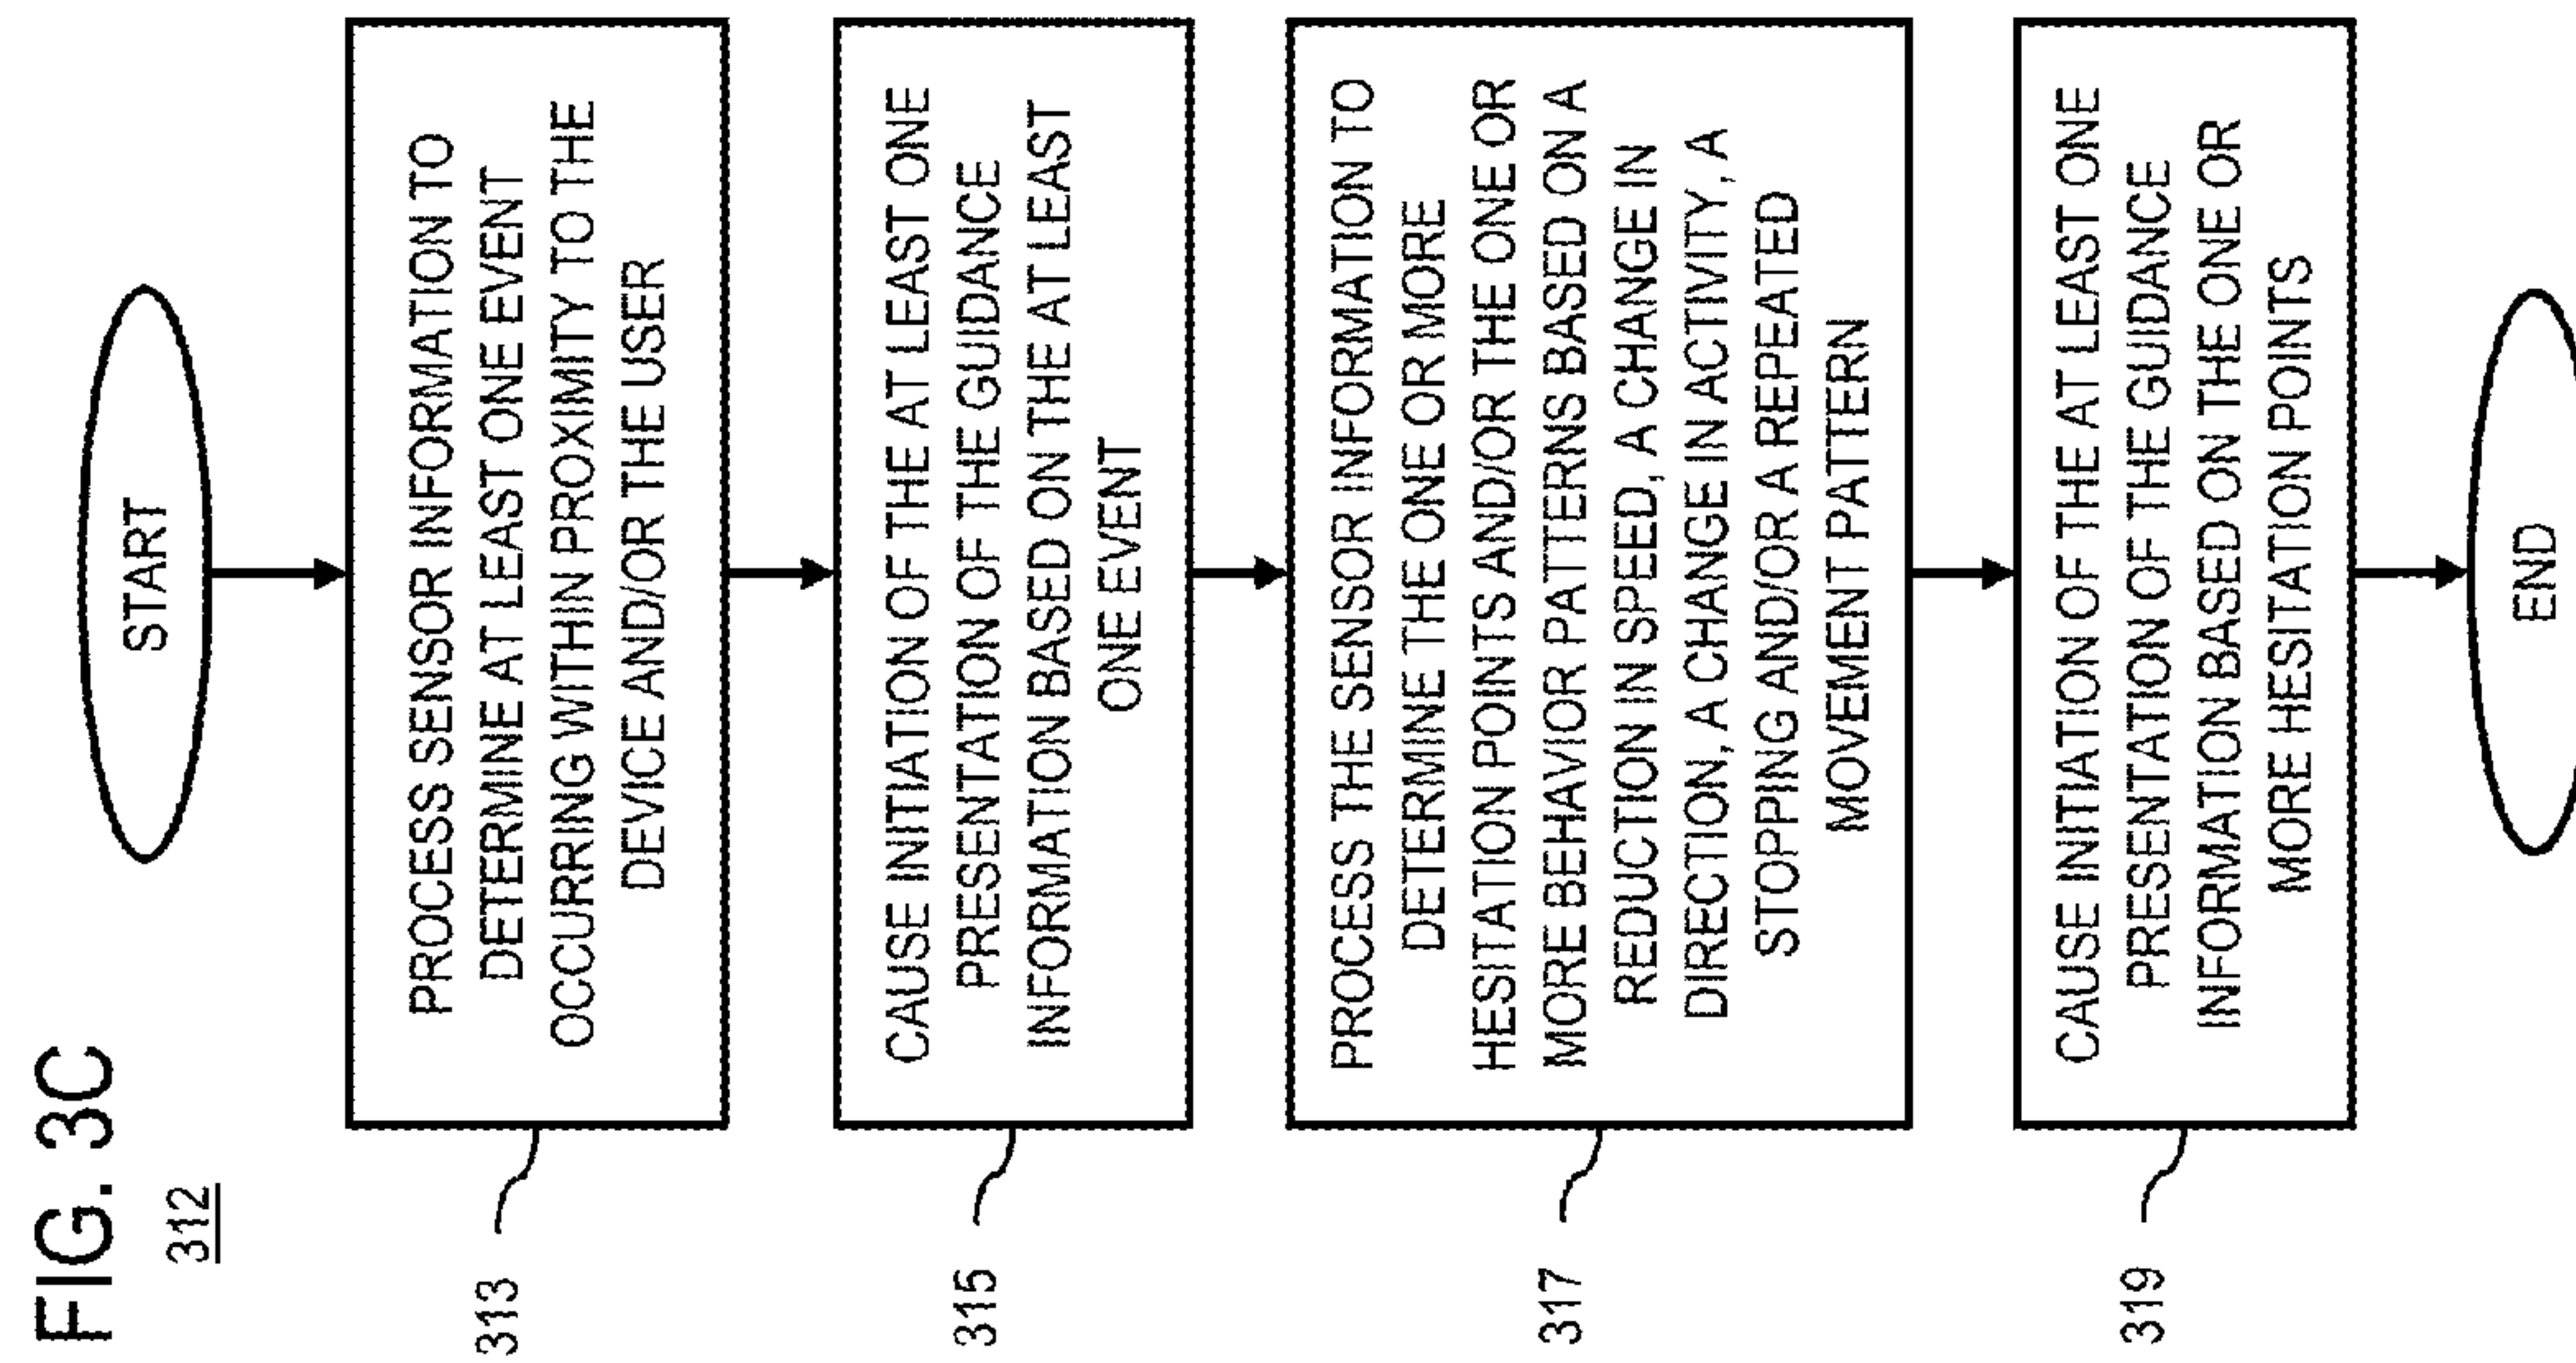 FIG. 3C
312
START
313
PROCESS SENSOR INFORMATION TO
DETERMINE AT LEAST ONE EVENT
OCCURRING WITHIN PROXIMITY TO THE
DEVICE AND/OR THE USER
315
CAUSE INITIATION OF THE AT LEAST ONE
PRESENTATION OF THE GUIDANCE
INFORMATION BASED ON THE AT LEAST
ONE EVENT
317
PROCESS THE SENSOR INFORMATION TO
DETERMINE THE ONE OR MORE
HESITATION POINTS AND/OR THE ONE OR
MORE BEHAVIOR PATTERNS BASED ON A
REDUCTION IN SPEED, A CHANGE IN
DIRECTION, A CHANGE IN ACTIVITY, A
STOPPING AND/OR A REPEATED
MOVEMENT PATTERN
319
CAUSE INITIATION OF THE AT LEAST ONE
PRESENTATION OF THE GUIDANCE
INFORMATION BASED ON THE ONE OR
MORE HESITATION POINTS
END